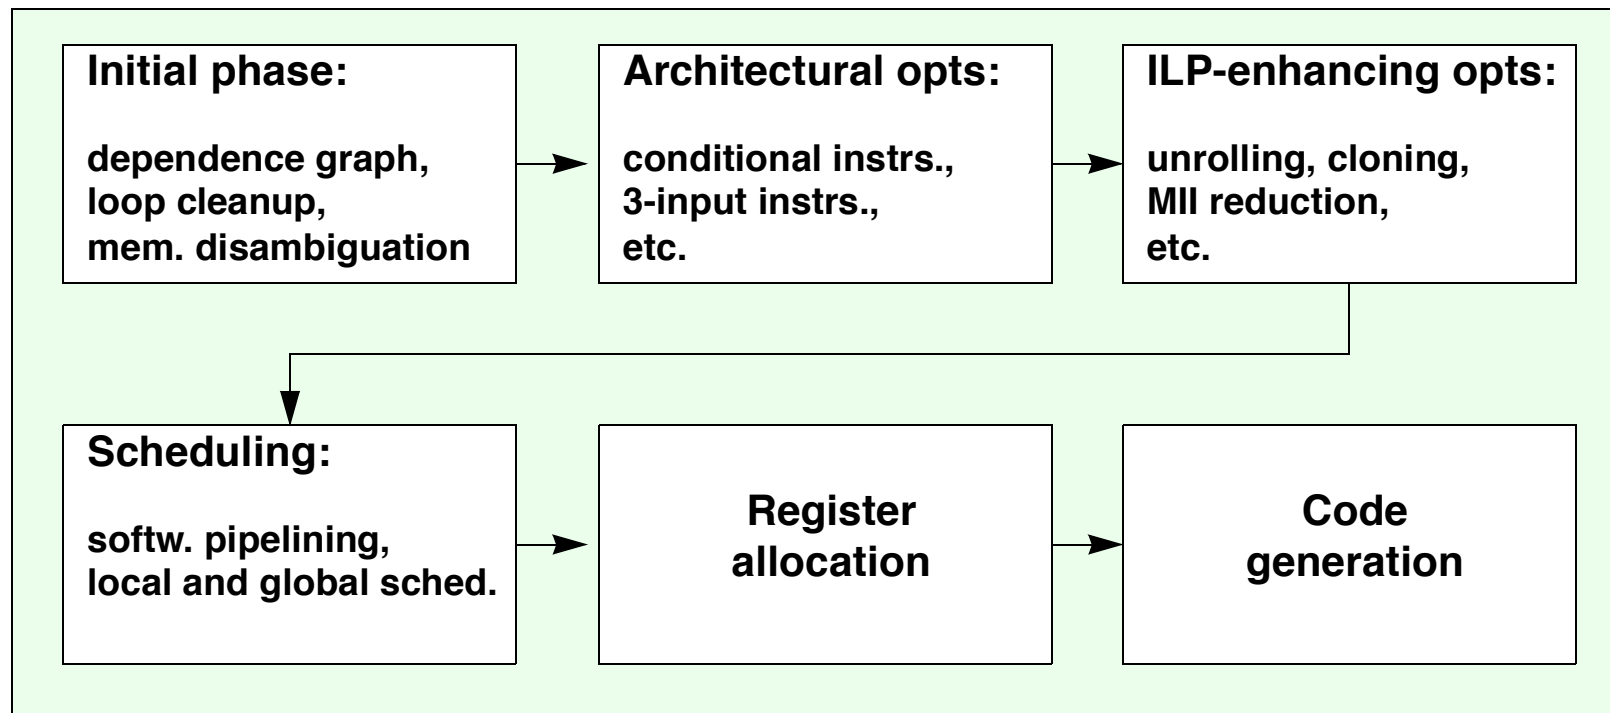 Initial phase:
dependence graph,
loop cleanup,
mem. disambiguation
Architectural opts:
conditional instrs.,
3-input instrs.,
etc.
ILP-enhancing opts:
unrolling, cloning,
MII reduction,
etc.
Scheduling:
softw. pipelining,
local and global sched.
Register
allocation
Code
generation